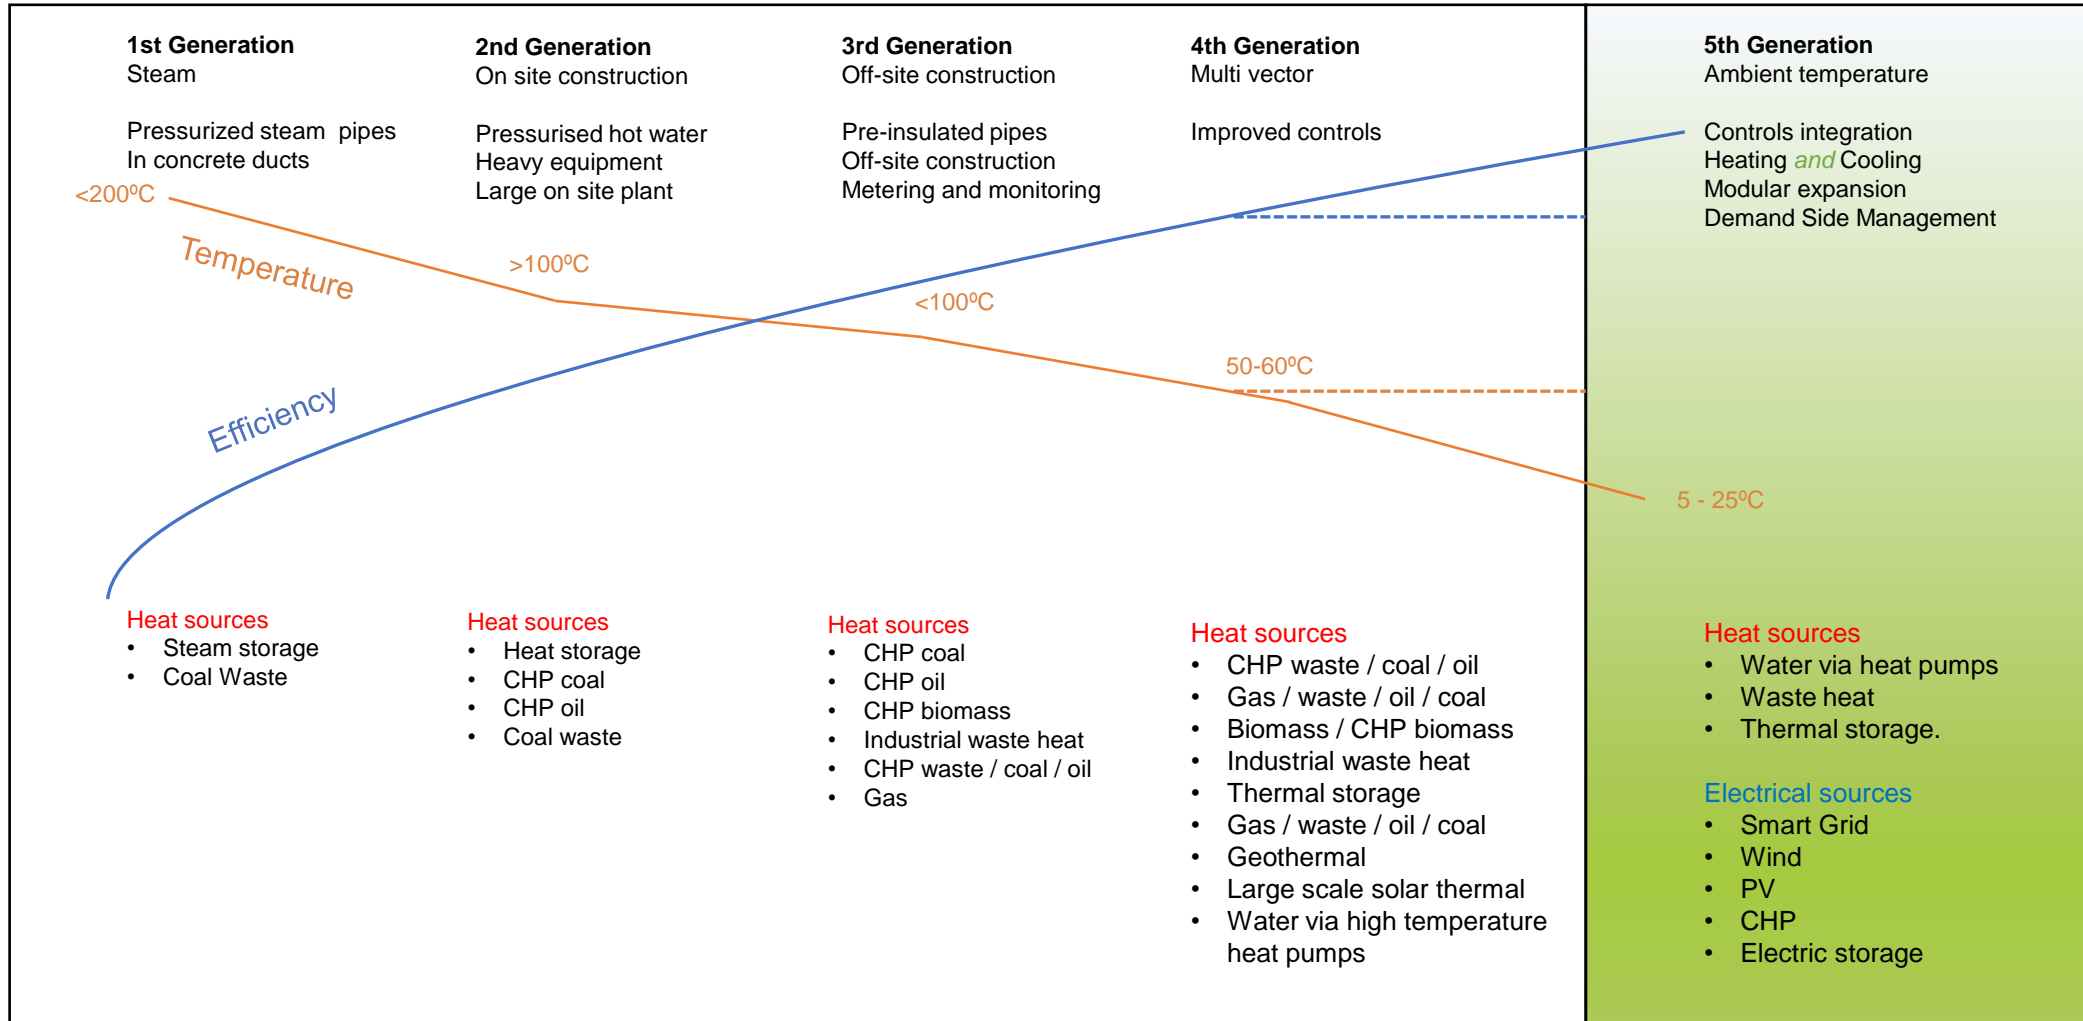 1st Generation
Steam
Pressurized steam pipes
In concrete ducts
2nd Generation
On site construction
Pressurised hot water
Heavy equipment
Large on site plant
3rd Generation
Off-site construction
Pre-insulated pipes
Off-site construction
Metering and monitoring
4th Generation
Multi vector
Improved controls
5th Generation
Ambient temperature
Controls integration
Heating and Cooling
Modular expansion
Demand Side Management
<200ºC
Temperature
>100ºC
<100ºC
50-60ºC
5 - 25ºC
Efficiency
Heat sources
• Steam storage
• Coal Waste
Heat sources
• Heat storage
• CHP coal
• CHP oil
• Coal waste
Heat sources
• CHP coal
• CHP oil
• CHP biomass
• Industrial waste heat
• CHP waste / coal / oil
• Gas
Heat sources
• CHP waste / coal / oil
• Gas / waste / oil / coal
• Biomass / CHP biomass
• Industrial waste heat
• Thermal storage
• Gas / waste / oil / coal
• Geothermal
• Large scale solar thermal
• Water via high temperature
heat pumps
Heat sources
• Water via heat pumps
• Waste heat
• Thermal storage.
Electrical sources
• Smart Grid
• Wind
• PV
• CHP
• Electric storage